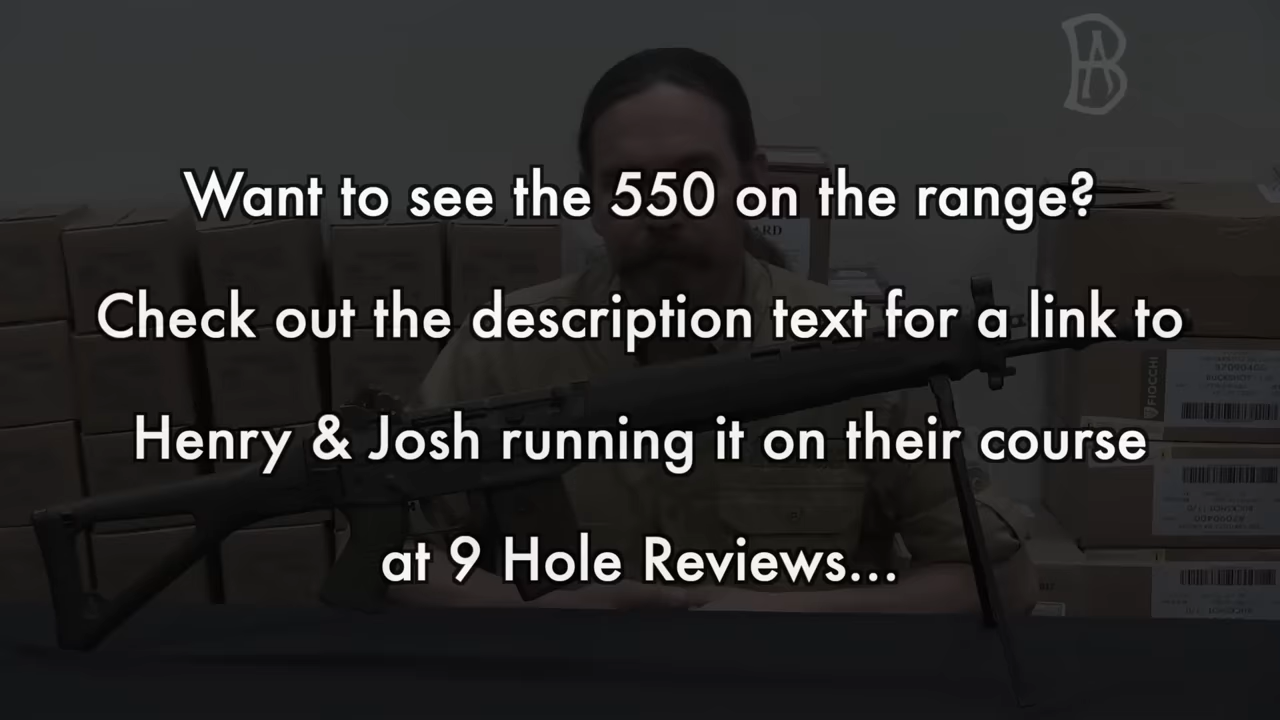 Want to see the 550 on the range?
Check out the description text for a link to
Henry & Josh running it on their course
at 9 Hole Reviews...
FIOCCHI